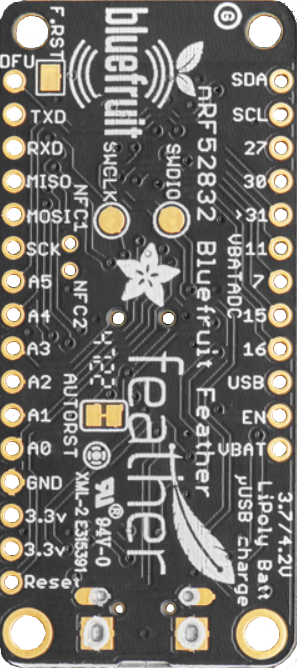 F.RST
DFU
TXD
RXD
MISO
MOSI
SCK
A5
A4
A3
A2
A1
A0
GND
3.3v
3.3v
Reset
bluefruit
SWCLK
SWDIO
NFC1
NFC2
nRF52832 Bluefruit Feather
SDA
SCL
27
30
>31
11
7
>15
16
USB
EN
VBAT
VBATADC
AUTORST
feather
94V-0
XML-2 E365391
3.7/4.2V
LiPoly Batt
µUSB charge